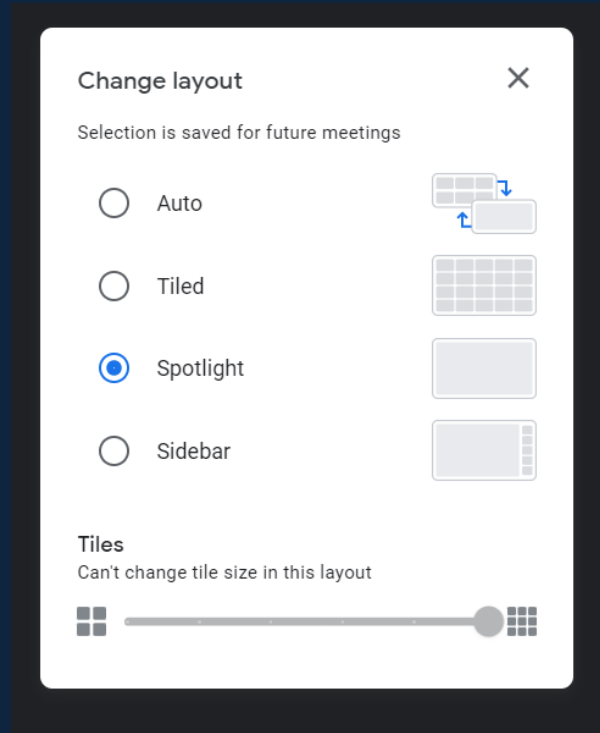 Change layout
Selection is saved for future meetings
Auto
Tiled
Spotlight
Sidebar
Tiles
Can't change tile size in this layout